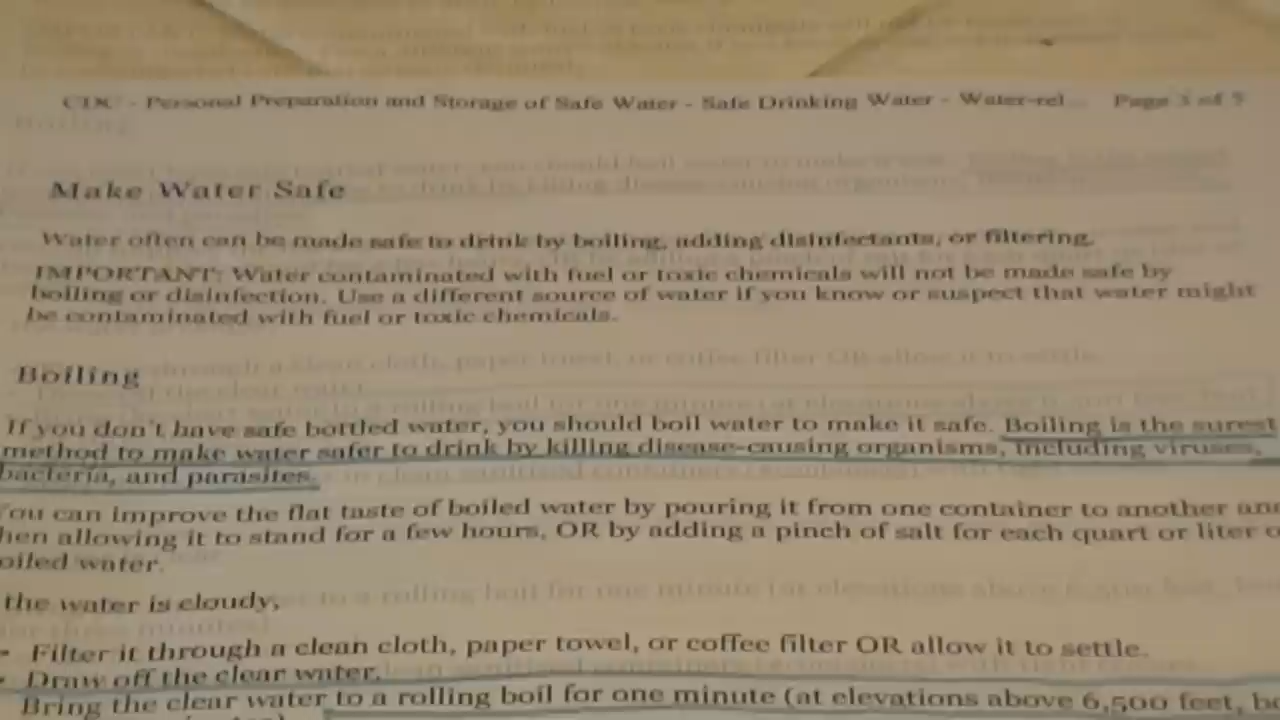 CDC - Personal Preparation and Storage of Safe Water - Safe Drinking Water - Water-rel... Page 3 of 7
Make Water Safe
Water often can be made safe to drink by boiling, adding disinfectants, or filtering.
IMPORTANT: Water contaminated with fuel or toxic chemicals will not be made safe by
boiling or disinfection. Use a different source of water if you know or suspect that water might
be contaminated with fuel or toxic chemicals.
Boiling
If you don't have safe bottled water, you should boil water to make it safe. Boiling is the surest
method to make water safer to drink by killing disease-causing organisms, including viruses,
bacteria, and parasites.
You can improve the flat taste of boiled water by pouring it from one container to another
hen allowing it to stand for a few hours, OR by adding a pinch of salt for each quart or liter
oiled water.
the water is cloudy,
• Filter it through a clean cloth, paper towel, or coffee filter OR allow it to settle.
• Draw off the clear water.
Bring the clear water to a rolling boil for one minute (at elevations above 6,500 feet,